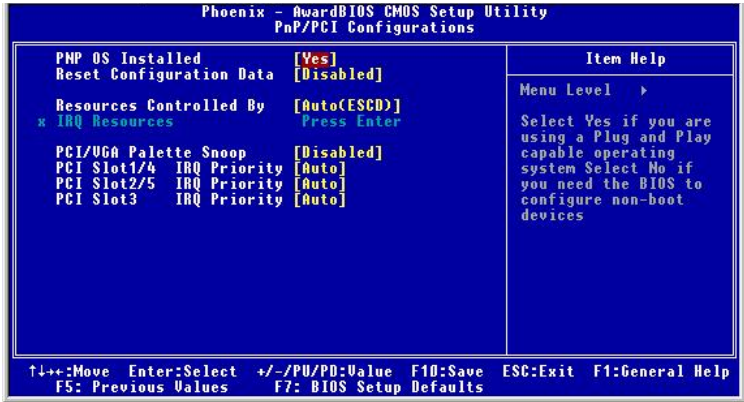 Phoenix - AwardBIOS CMOS Setup Utility
PnP/PCI Configurations
PNP OS Installed [Yes]
Reset Configuration Data [Disabled]
Resources Controlled By [Auto(ESCD)]
x IRQ Resources Press Enter
PCI/VGA Palette Snoop [Disabled]
PCI Slot1/4 IRQ Priority [Auto]
PCI Slot2/5 IRQ Priority [Auto]
PCI Slot3 IRQ Priority [Auto]
Item Help
Menu Level ▸
Select Yes if you are
using a Plug and Play
capable operating
system Select No if
you need the BIOS to
configure non-boot
devices
↑↓→←:Move Enter:Select +/-/PU/PD:Value F10:Save ESC:Exit F1:General Help
F5: Previous Values F7: BIOS Setup Defaults